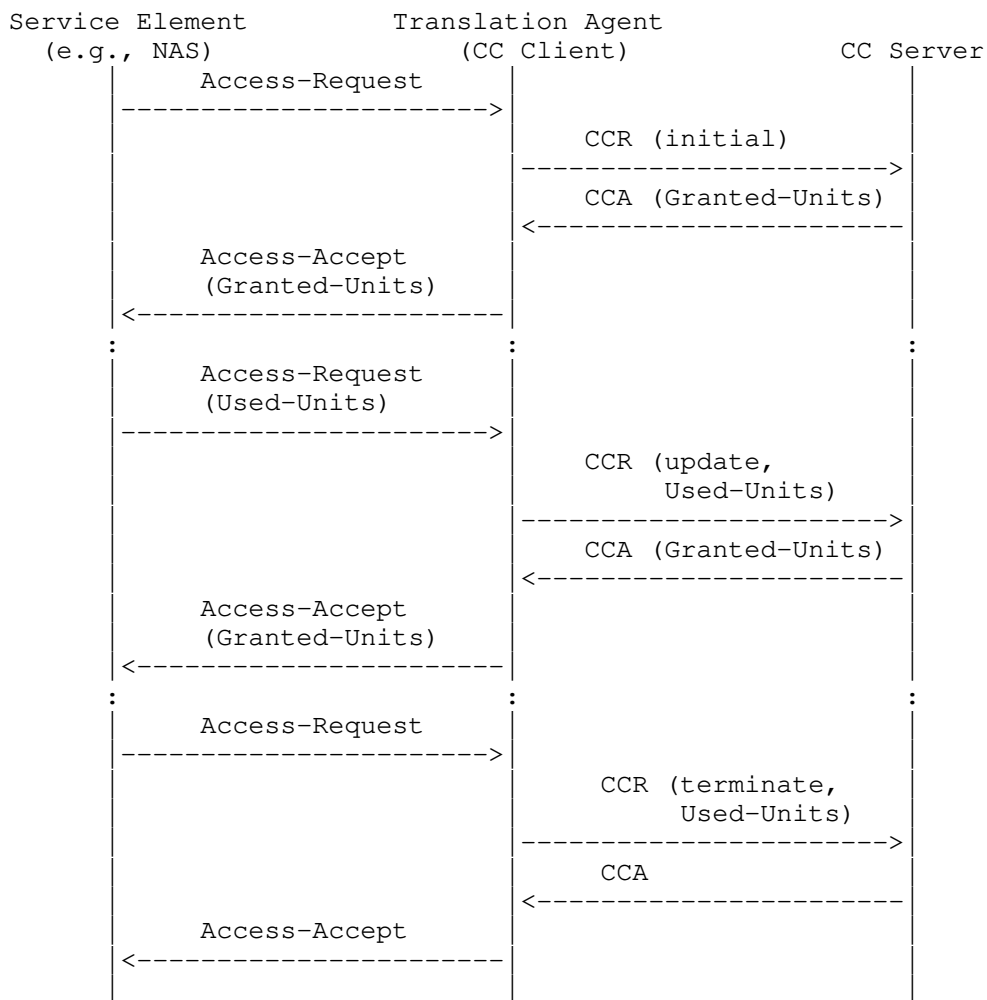 Service Element Translation Agent
(e.g., NAS) (CC Client) CC Server
Access-Request
CCR (initial)
CCA (Granted-Units)
Access-Accept
(Granted-Units)
Access-Request
(Used-Units)
CCR (update,
Used-Units)
CCA (Granted-Units)
Access-Accept
(Granted-Units)
Access-Request
CCR (terminate,
Used-Units)
CCA
Access-Accept